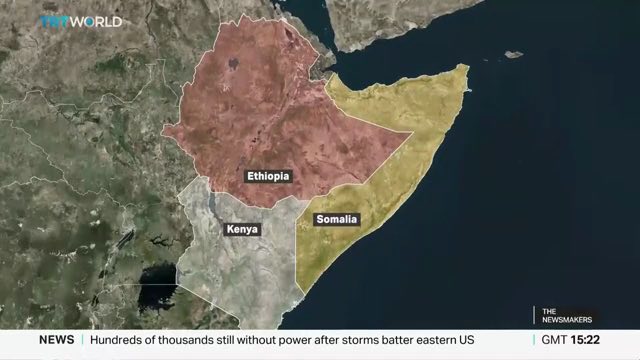 TRT WORLD
Ethiopia
Kenya
Somalia
THE
NEWSMAKERS
NEWS Hundreds of thousands still without power after storms batter eastern US GMT 15:22